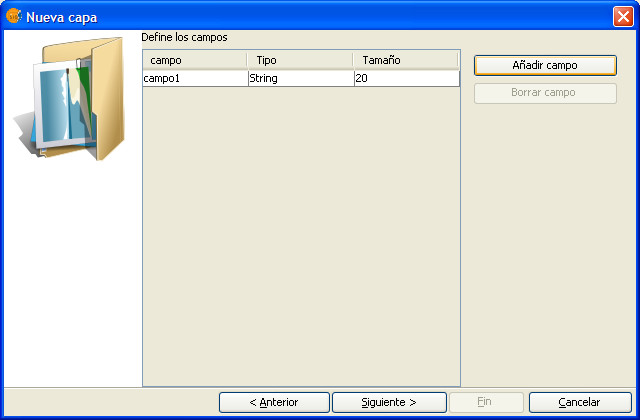 Nueva capa
Define los campos
campo Tipo Tamaño
campo1 String 20
Añadir campo
Borrar campo
< Anterior Siguiente > Fin Cancelar